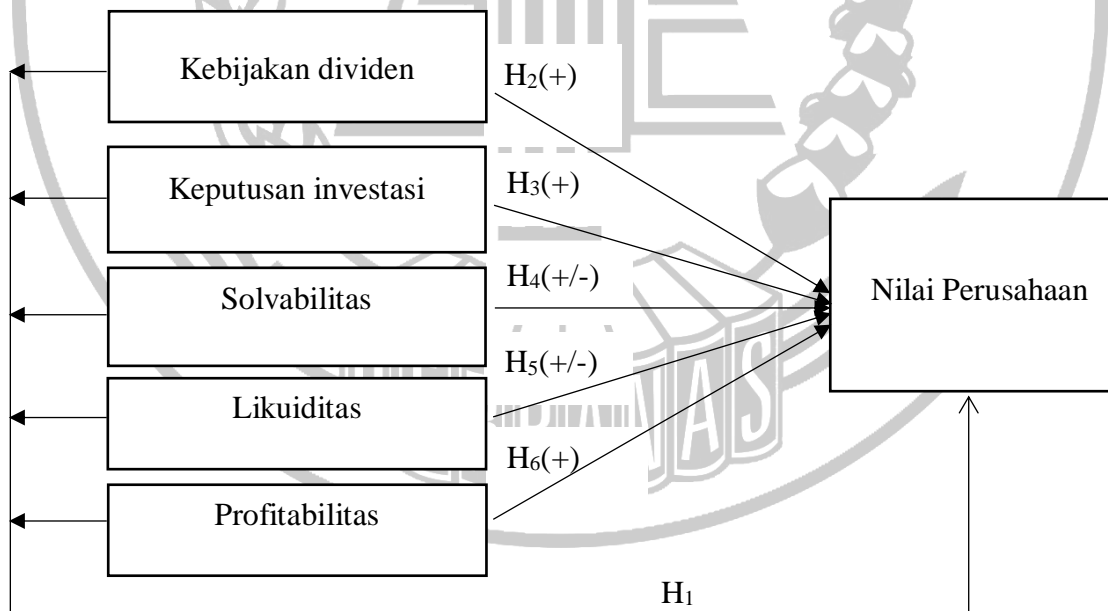 Kebijakan dividen
H₂(+)
Keputusan investasi
H₃(+)
Solvabilitas
H₄(+/-)
Nilai Perusahaan
Likuiditas
H₅(+/-)
Profitabilitas
H₆(+)
H₁